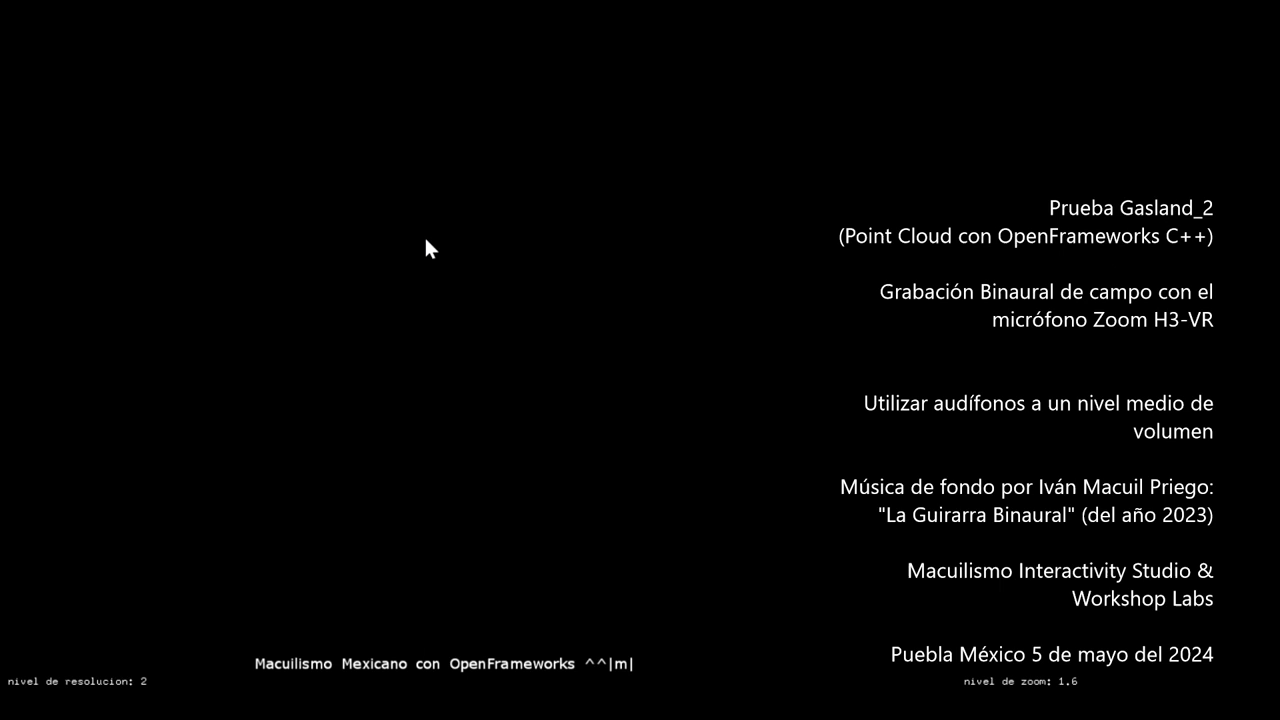 Prueba Gasland_2
(Point Cloud con OpenFrameworks C++)
Grabación Binaural de campo con el
micrófono Zoom H3-VR
Utilizar audífonos a un nivel medio de
volumen
Música de fondo por Iván Macuil Priego:
"La Guirarra Binaural" (del año 2023)
Macuilismo Interactivity Studio &
Workshop Labs
Puebla México 5 de mayo del 2024
Macuilismo Mexicano con OpenFrameworks ^^|m|
nivel de resolucion: 2
nivel de zoom: 1.6